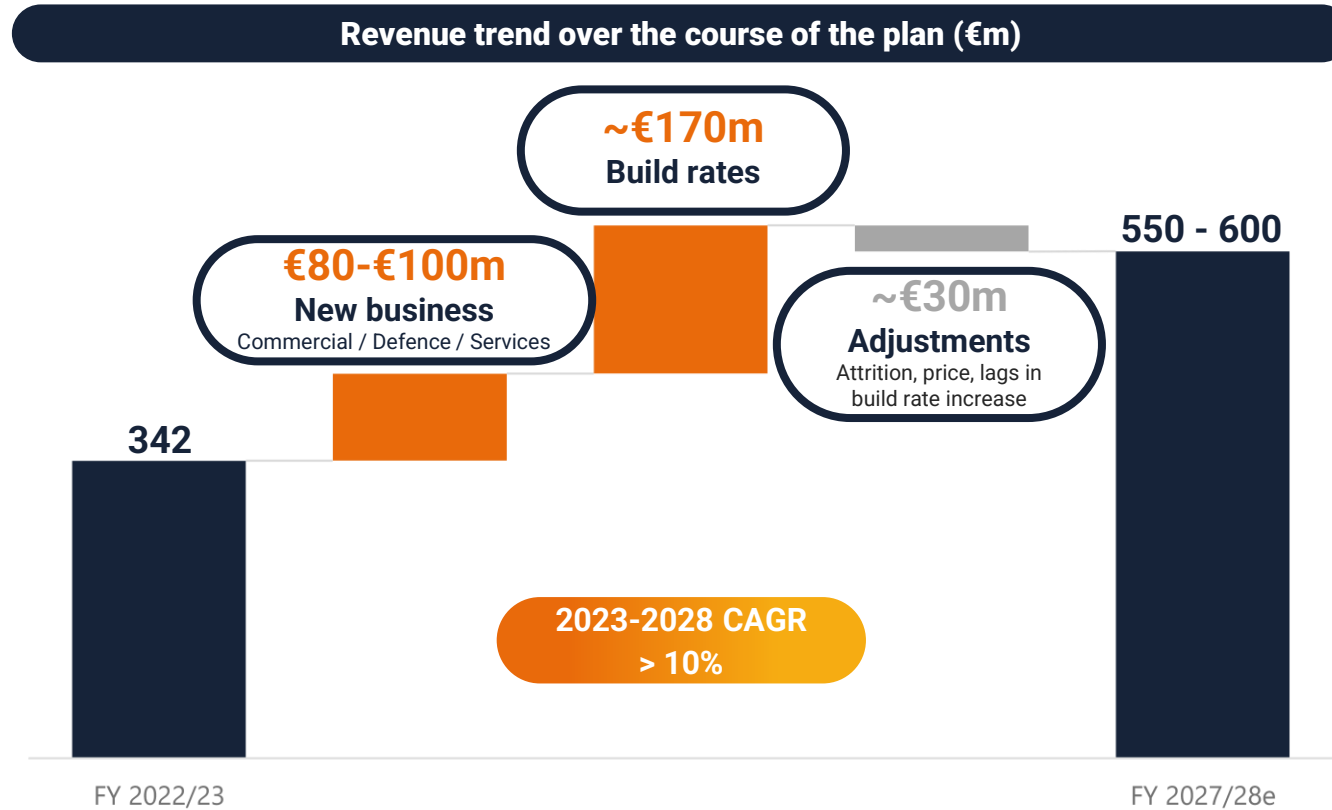 Revenue trend over the course of the plan (€m)
~€170m
Build rates
€80-€100m
New business
Commercial / Defence / Services
550 - 600
~€30m
Adjustments
Attrition, price, lags in
build rate increase
342
2023-2028 CAGR
> 10%
FY 2022/23
FY 2027/28e